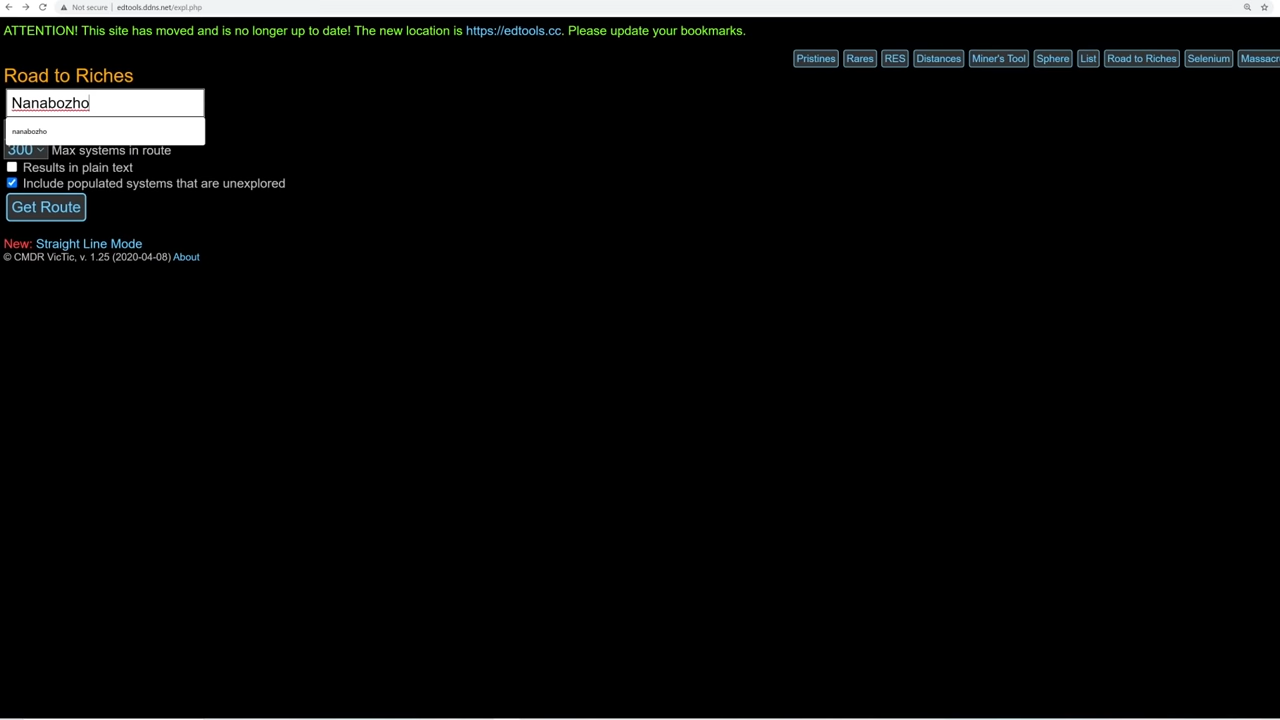 Not secure
edtools.ddns.net/expl.php
ATTENTION! This site has moved and is no longer up to date! The new location is https://edtools.cc. Please update your bookmarks.
Pristines Rares RES Distances Miner's Tool Sphere List Road to Riches Selenium Massacr
Road to Riches
Nanabozho
nanabozho
300 Max systems in route
Results in plain text
Include populated systems that are unexplored
Get Route
New: Straight Line Mode
© CMDR VicTic, v. 1.25 (2020-04-08) About